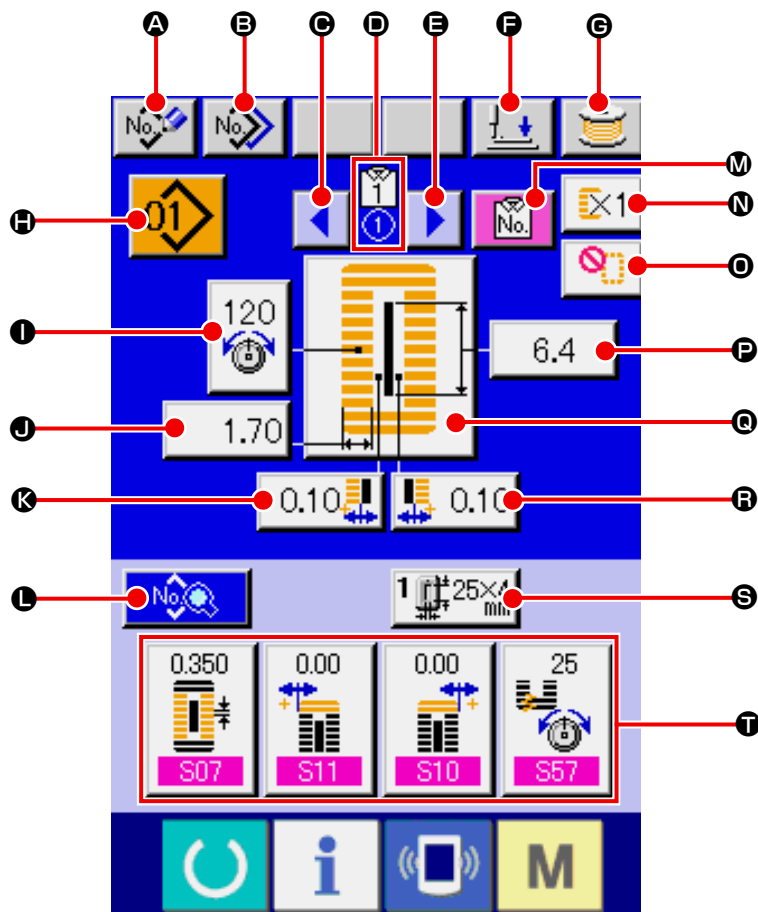 A B C D E F G
No. No.
M
1
H 01 No. ×1 N
1
O
I 120
6.4 P
J 1.70 Q
K 0.10 0.10 R
L No. 1 25×4 mm S
0.350 0.00 0.00 25
T
S07 S11 S10 S57
i M